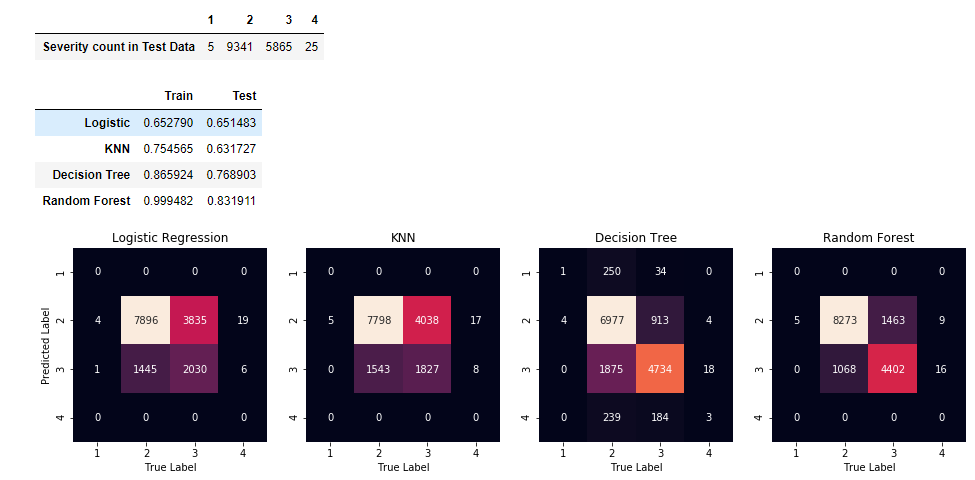 1 2 3 4
Severity count in Test Data 5 9341 5865 25
Train Test
Logistic 0.652790 0.651483
KNN 0.754565 0.631727
Decision Tree 0.865924 0.768903
Random Forest 0.999482 0.831911
Logistic Regression KNN Decision Tree Random Forest
1 0 0 0 0 1 0 0 0 0 1 1 250 34 0 1 0 0 0 0
2 4 7896 3835 19 2 5 7798 4038 17 2 4 6977 913 4 2 5 8273 1463 9
Predicted Label
3 1 1445 2030 6 3 0 1543 1827 8 3 0 1875 4734 18 3 0 1068 4402 16
4 0 0 0 0 4 0 0 0 0 4 0 239 184 3 4 0 0 0 0
1 2 3 4 1 2 3 4 1 2 3 4 1 2 3 4
True Label True Label True Label True Label